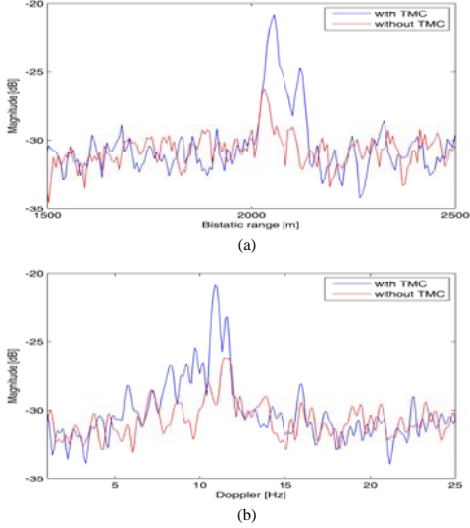 -20
with TMC
without TMC
-25
Magnitude [dB]
-30
-35
1500
2000
2500
Bistatic range [m]
(a)
-20
with TMC
without TMC
-25
Magnitude [dB]
-30
-35
5
10
15
20
25
Doppler [Hz]
(b)